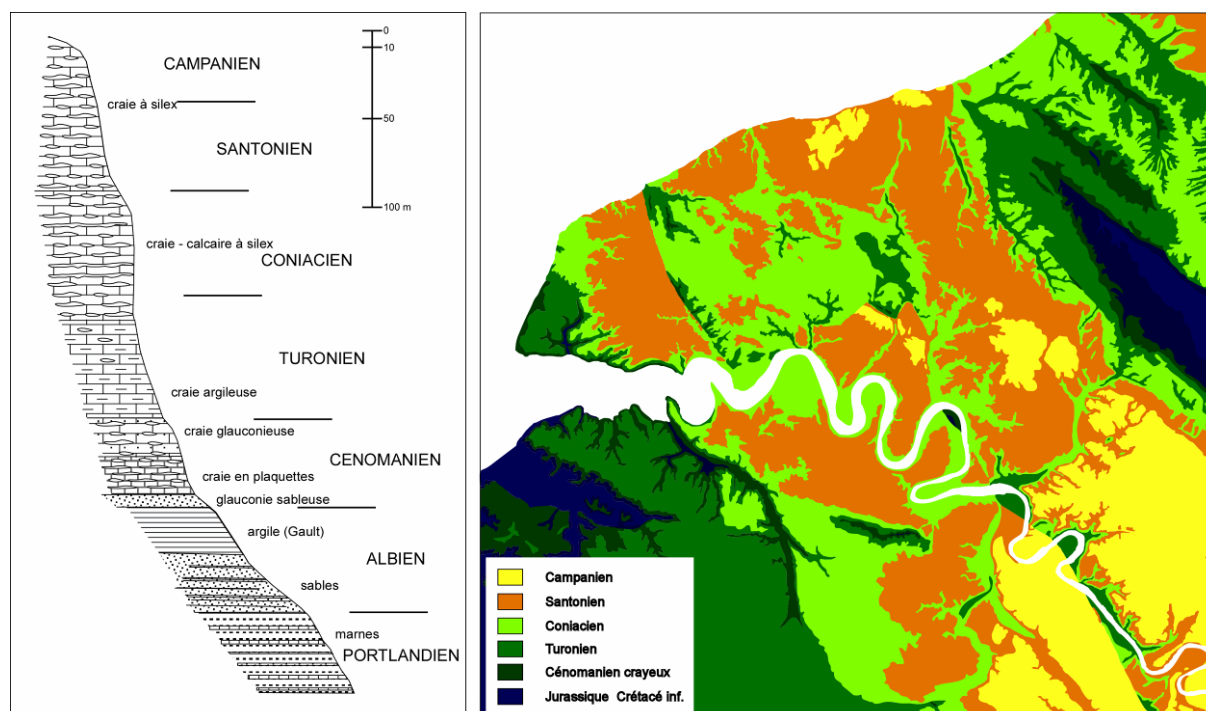 0
10
CAMPANIEN
craie à silex
50
SANTONIEN
100 m
craie - calcaire à silex
CONIACIEN
TURONIEN
craie argileuse
craie glauconieuse
CENOMANIEN
craie en plaquettes
glauconie sableuse
argile (Gault)
ALBIEN
sables
marnes
PORTLANDIEN
Campanien
Santonien
Coniacien
Turonien
Cénomanien crayeux
Jurassique Crétacé inf.